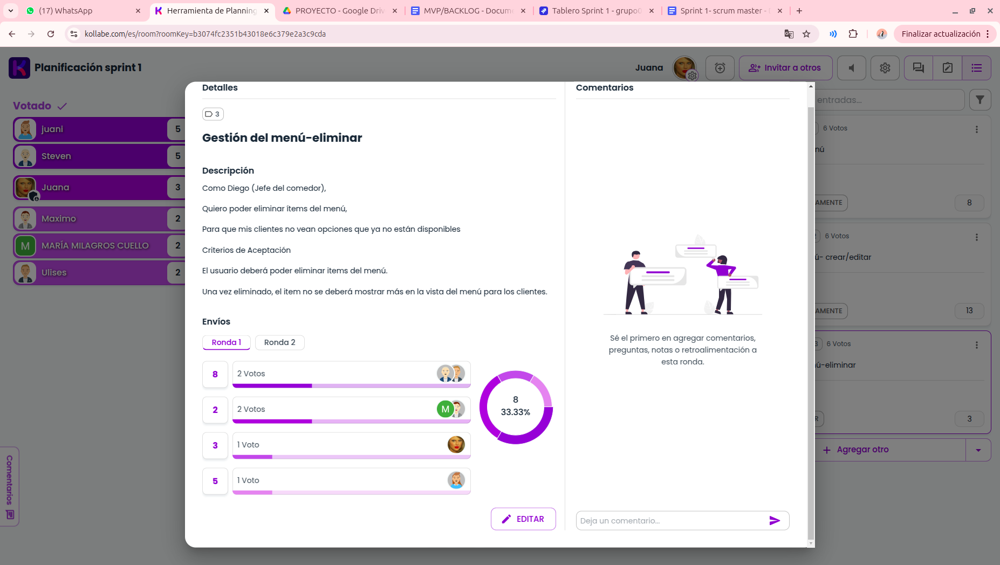 (17) WhatsApp
Herramienta de Planning
PROYECTO - Google Driv
MVP/BACKLOG - Docume
Tablero Sprint 1 - grupo0
Sprint 1- scrum master -
kollabe.com/es/room?roomKey=b3074fc2351b43018e6c379e2a3c9cda
Finalizar actualización
Planificación sprint 1
Juana
Invitar a otros
Votado
juani
5
Steven
5
Juana
3
Maximo
2
M
MARÍA MILAGROS CUELLO
2
Ulises
2
Comentarios
Detalles
3
Gestión del menú-eliminar
Descripción
Como Diego (Jefe del comedor),
Quiero poder eliminar ítems del menú,
Para que mis clientes no vean opciones que ya no están disponibles
Criterios de Aceptación
El usuario deberá poder eliminar items del menú.
Una vez eliminado, el item no se deberá mostrar más en la vista del menú para los clientes.
Envíos
Ronda 1
Ronda 2
8
2 Votos
2
2 Votos
M
3
1 Voto
5
1 Voto
8
33.33%
EDITAR
Comentarios
Sé el primero en agregar comentarios,
preguntas, notas o retroalimentación a
esta ronda.
Deja un comentario...
entradas...
6 Votos
nú
AMENTE
8
2
6 Votos
ú- crear/editar
AMENTE
13
3
6 Votos
ú-eliminar
R
3
Agregar otro